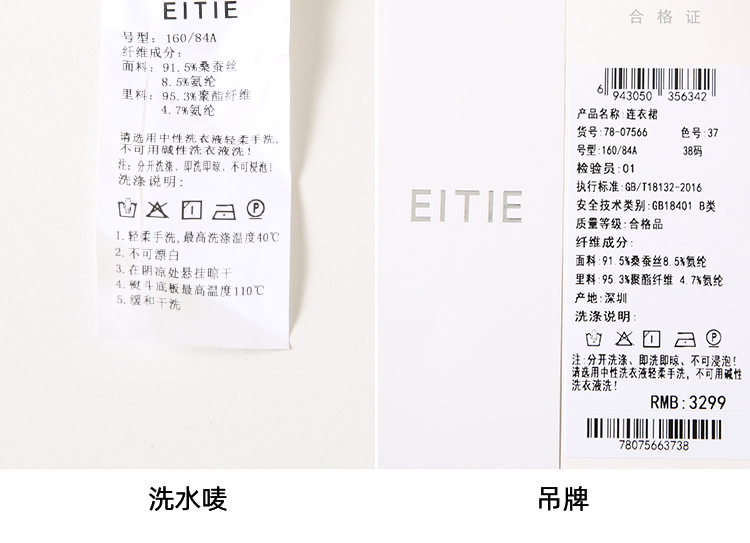 EITIE
号型: 160/84A
纤维成分:
面料: 91.5%桑蚕丝
8.5%氨纶
里料: 95.3%聚酯纤维
4.7%氨纶
请选用中性洗衣液轻柔手洗,
不可用碱性洗衣液洗!
注: 分开洗涤、即洗即晾、不可浸泡!
洗涤说明:
1.轻柔手洗,最高洗涤温度40℃
2.不可漂白
3.在阴凉处悬挂晾干
4.熨斗底板最高温度110℃
5.缓和干洗
洗水唛
EITIE
合格证
6 943050 356342
产品名称:连衣裙
货号:78-07566 色号:37
号型:160/84A 38码
检验员:01
执行标准:GB/T18132-2016
安全技术类别:GB18401 B类
质量等级:合格品
纤维成分:
面料:91.5%桑蚕丝8.5%氨纶
里料:95.3%聚酯纤维 4.7%氨纶
产地:深圳
洗涤说明:
注:分开洗涤、即洗即晾、不可浸泡!
请选用中性洗衣液轻柔手洗, 不可用碱性
洗衣液洗!
RMB:3299
78075663738
吊牌